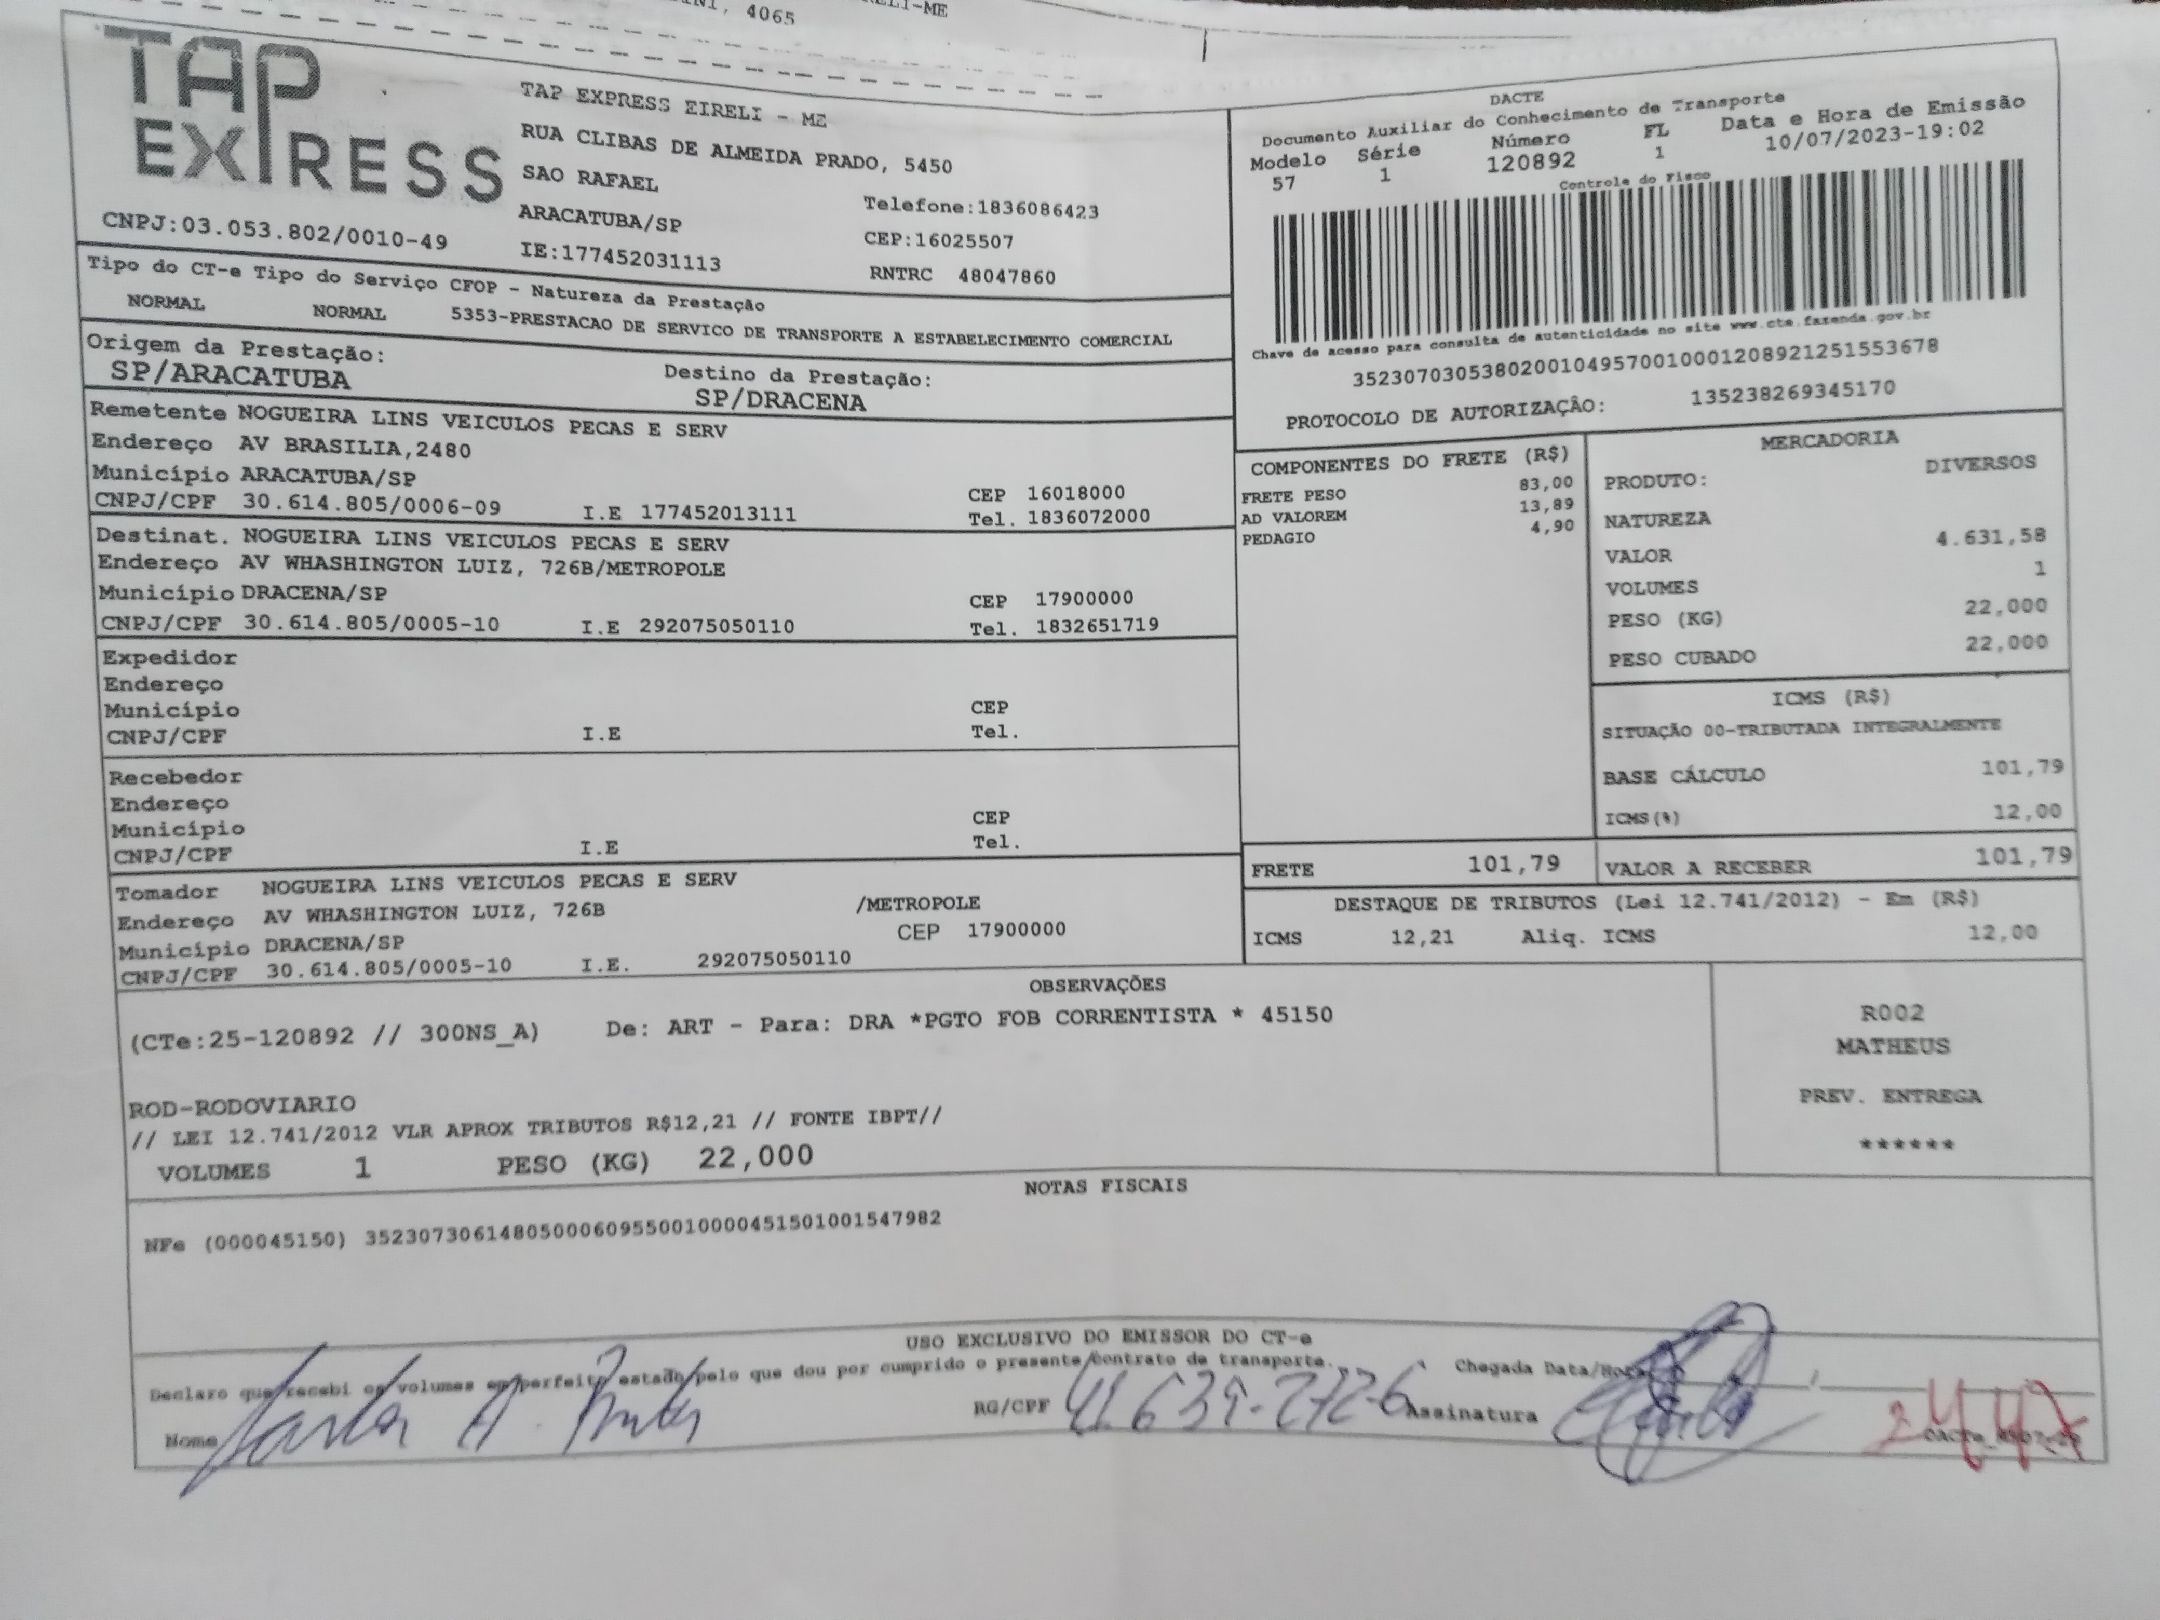 4065
TAP
EXPRESS
CNPJ:03.053.802/0010-49
TAP EXPRESS EIRELI - ME
RUA CLIBAS DE ALMEIDA PRADO, 5450
SAO RAFAEL
ARACATUBA/SP
IE:177452031113
Telefone:1836086423
CEP:16025507
RNTRC 48047860
DACTE
Documento Auxiliar do Conhecimento de Transporte
Modelo Série Número FL Data e Hora de Emissão
57 1 120892 1 10/07/2023-19:02
Controle do Fisco
Chave de acesso para consulta de autenticidade no site www.cte.fazenda.gov.br
35230703053802001049570010001208921251553678
PROTOCOLO DE AUTORIZAÇÃO: 135238269345170
Tipo do CT-e Tipo do Serviço CFOP - Natureza da Prestação
NORMAL NORMAL 5353-PRESTACAO DE SERVICO DE TRANSPORTE A ESTABELECIMENTO COMERCIAL
Origem da Prestação: Destino da Prestação:
SP/ARACATUBA SP/DRACENA
Remetente NOGUEIRA LINS VEICULOS PECAS E SERV
Endereço AV BRASILIA,2480
Município ARACATUBA/SP CEP 16018000
CNPJ/CPF 30.614.805/0006-09 I.E 177452013111 Tel. 1836072000
Destinat. NOGUEIRA LINS VEICULOS PECAS E SERV
Endereço AV WHASHINGTON LUIZ, 726B/METROPOLE
Município DRACENA/SP CEP 17900000
CNPJ/CPF 30.614.805/0005-10 I.E 292075050110 Tel. 1832651719
Expedidor
Endereço
Município CEP
CNPJ/CPF I.E Tel.
Recebedor
Endereço
Município CEP
CNPJ/CPF I.E Tel.
Tomador NOGUEIRA LINS VEICULOS PECAS E SERV
Endereço AV WHASHINGTON LUIZ, 726B /METROPOLE
Município DRACENA/SP CEP 17900000
CNPJ/CPF 30.614.805/0005-10 I.E. 292075050110
COMPONENTES DO FRETE (R$)
FRETE PESO 83,00
AD VALOREM 13,89
PEDAGIO 4,90
MERCADORIA
PRODUTO: DIVERSOS
NATUREZA
VALOR 4.631,58
VOLUMES 1
PESO (KG) 22,000
PESO CUBADO 22,000
ICMS (R$)
SITUAÇÃO 00-TRIBUTADA INTEGRALMENTE
BASE CÁLCULO 101,79
ICMS(%) 12,00
FRETE 101,79 VALOR A RECEBER 101,79
DESTAQUE DE TRIBUTOS (Lei 12.741/2012) - Em (R$)
ICMS 12,21 Aliq. ICMS 12,00
OBSERVAÇÕES
(CTe:25-120892 // 300NS_A) De: ART - Para: DRA *PGTO FOB CORRENTISTA * 45150
ROD-RODOVIARIO
// LEI 12.741/2012 VLR APROX TRIBUTOS R$12,21 // FONTE IBPT//
VOLUMES 1 PESO (KG) 22,000
R002
MATHEUS
PREV. ENTREGA
******
NOTAS FISCAIS
NFe (000045150) 35230730614805000609550010000451501001547982
USO EXCLUSIVO DO EMISSOR DO CT-e
Declaro que recebi os volumes em perfeito estado pelo que dou por cumprido o presente contrato de transporte. Chegada Data/Hora
Nome RG/CPF 41.639-272-6 Assinatura